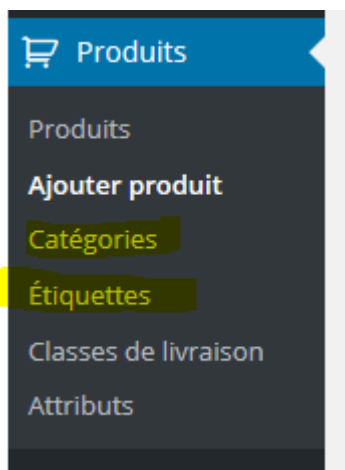 Produits
Produits
Ajouter produit
Catégories
Étiquettes
Classes de livraison
Attributs